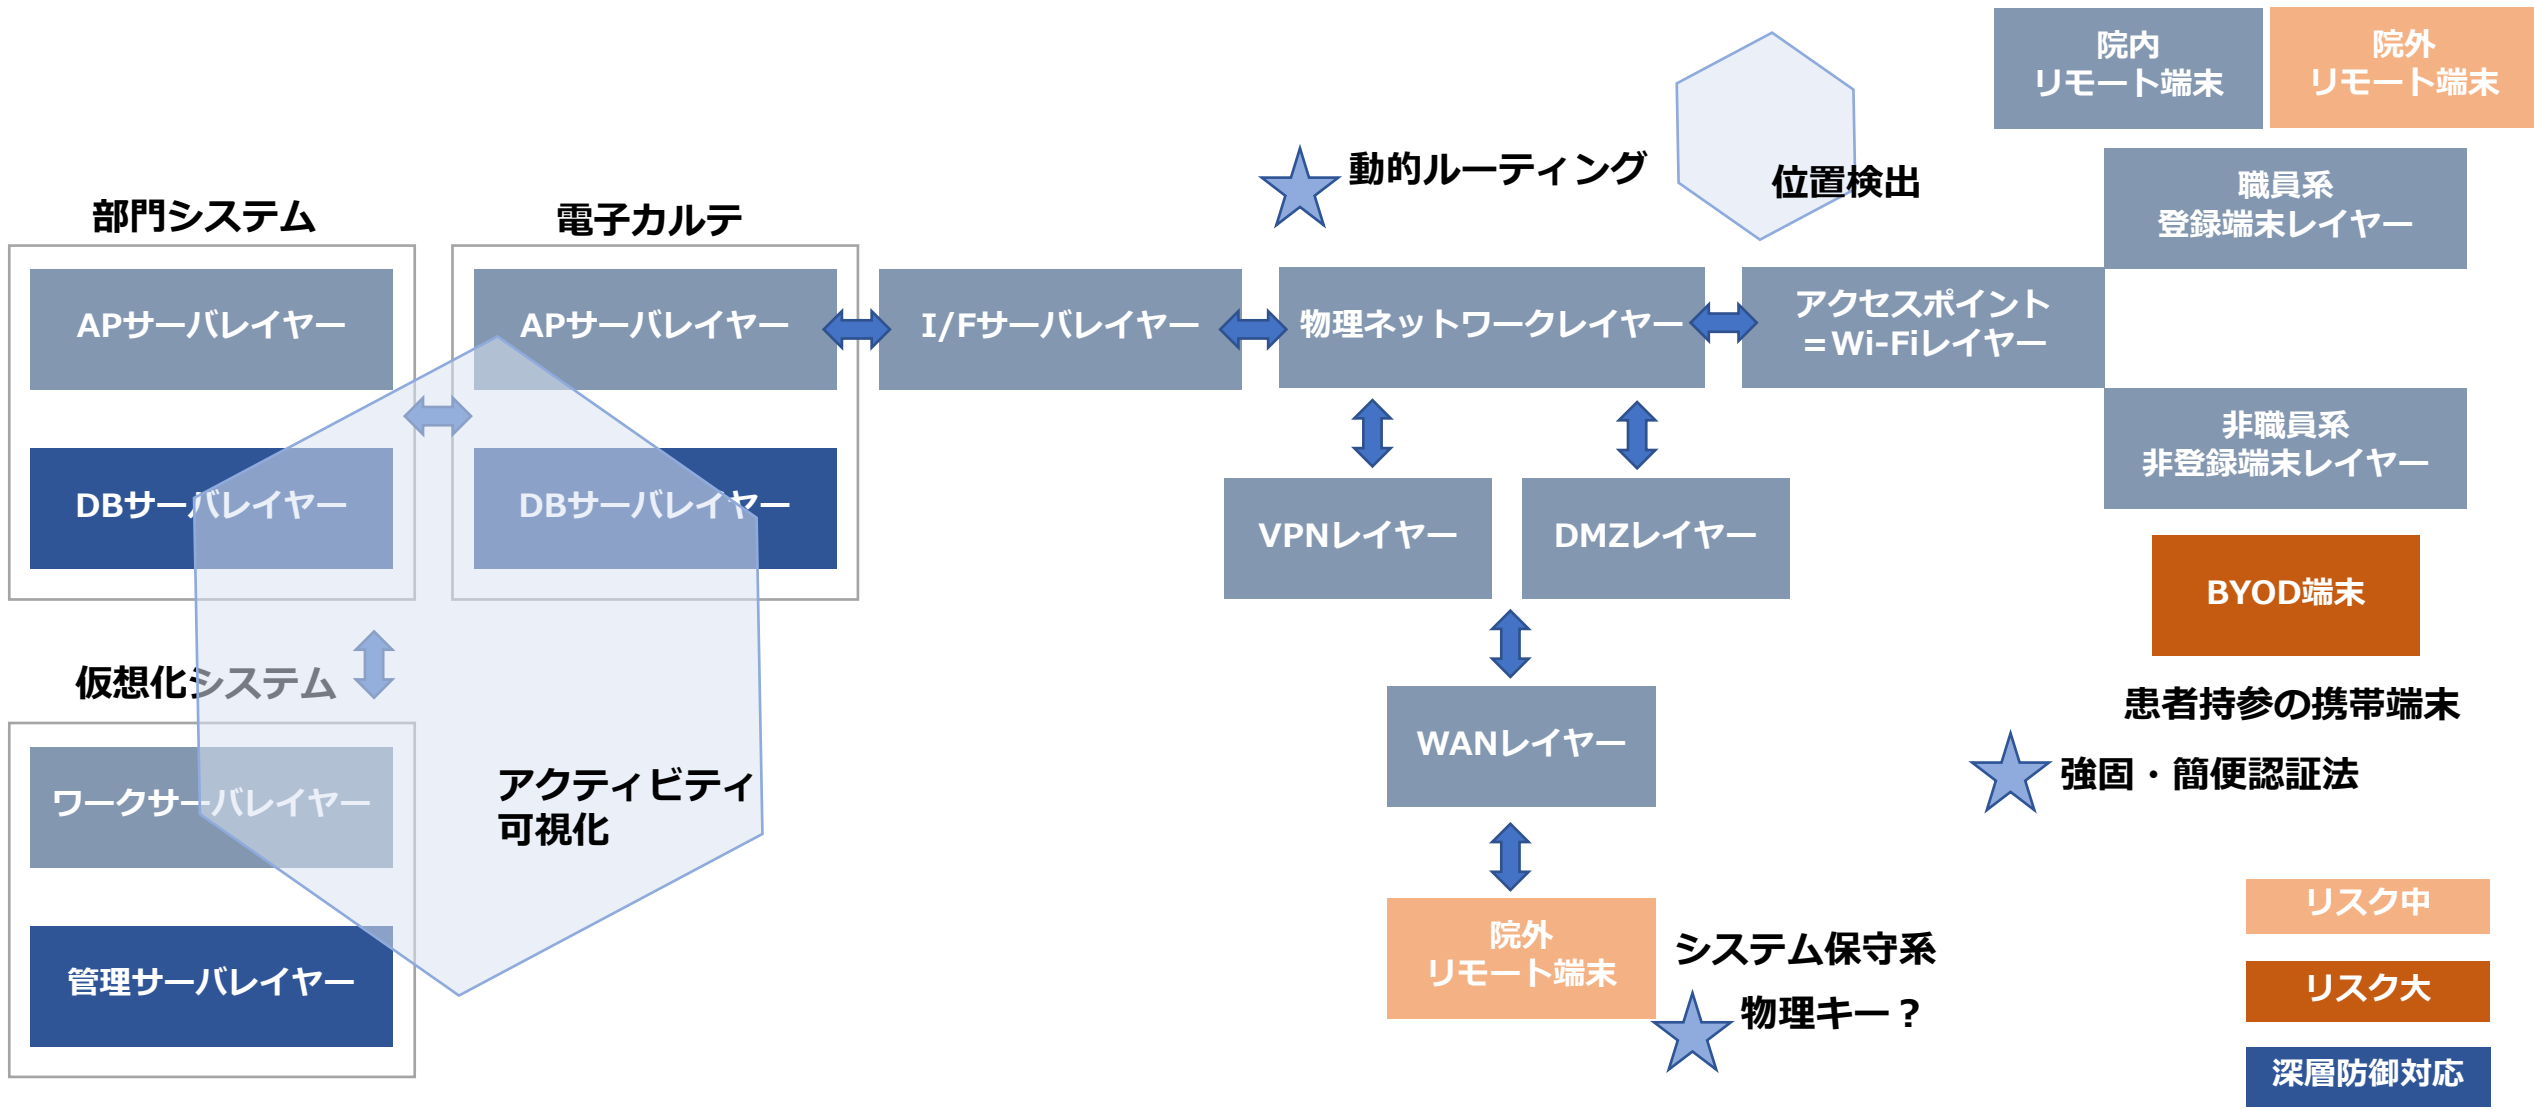 院内
リモート端末
院外
リモート端末
動的ルーティング
位置検出
職員系
登録端末レイヤー
部門システム
電子カルテ
APサーバレイヤー
APサーバレイヤー
I/Fサーバレイヤー
物理ネットワークレイヤー
アクセスポイント
＝Wi-Fiレイヤー
DBサーバレイヤー
DBサーバレイヤー
VPNレイヤー
DMZレイヤー
非職員系
非登録端末レイヤー
BYOD端末
患者持参の携帯端末
仮想化システム
ワークサーバレイヤー
アクティビティ
可視化
WANレイヤー
強固・簡便認証法
管理サーバレイヤー
院外
リモート端末
システム保守系
物理キー？
リスク中
リスク大
深層防御対応